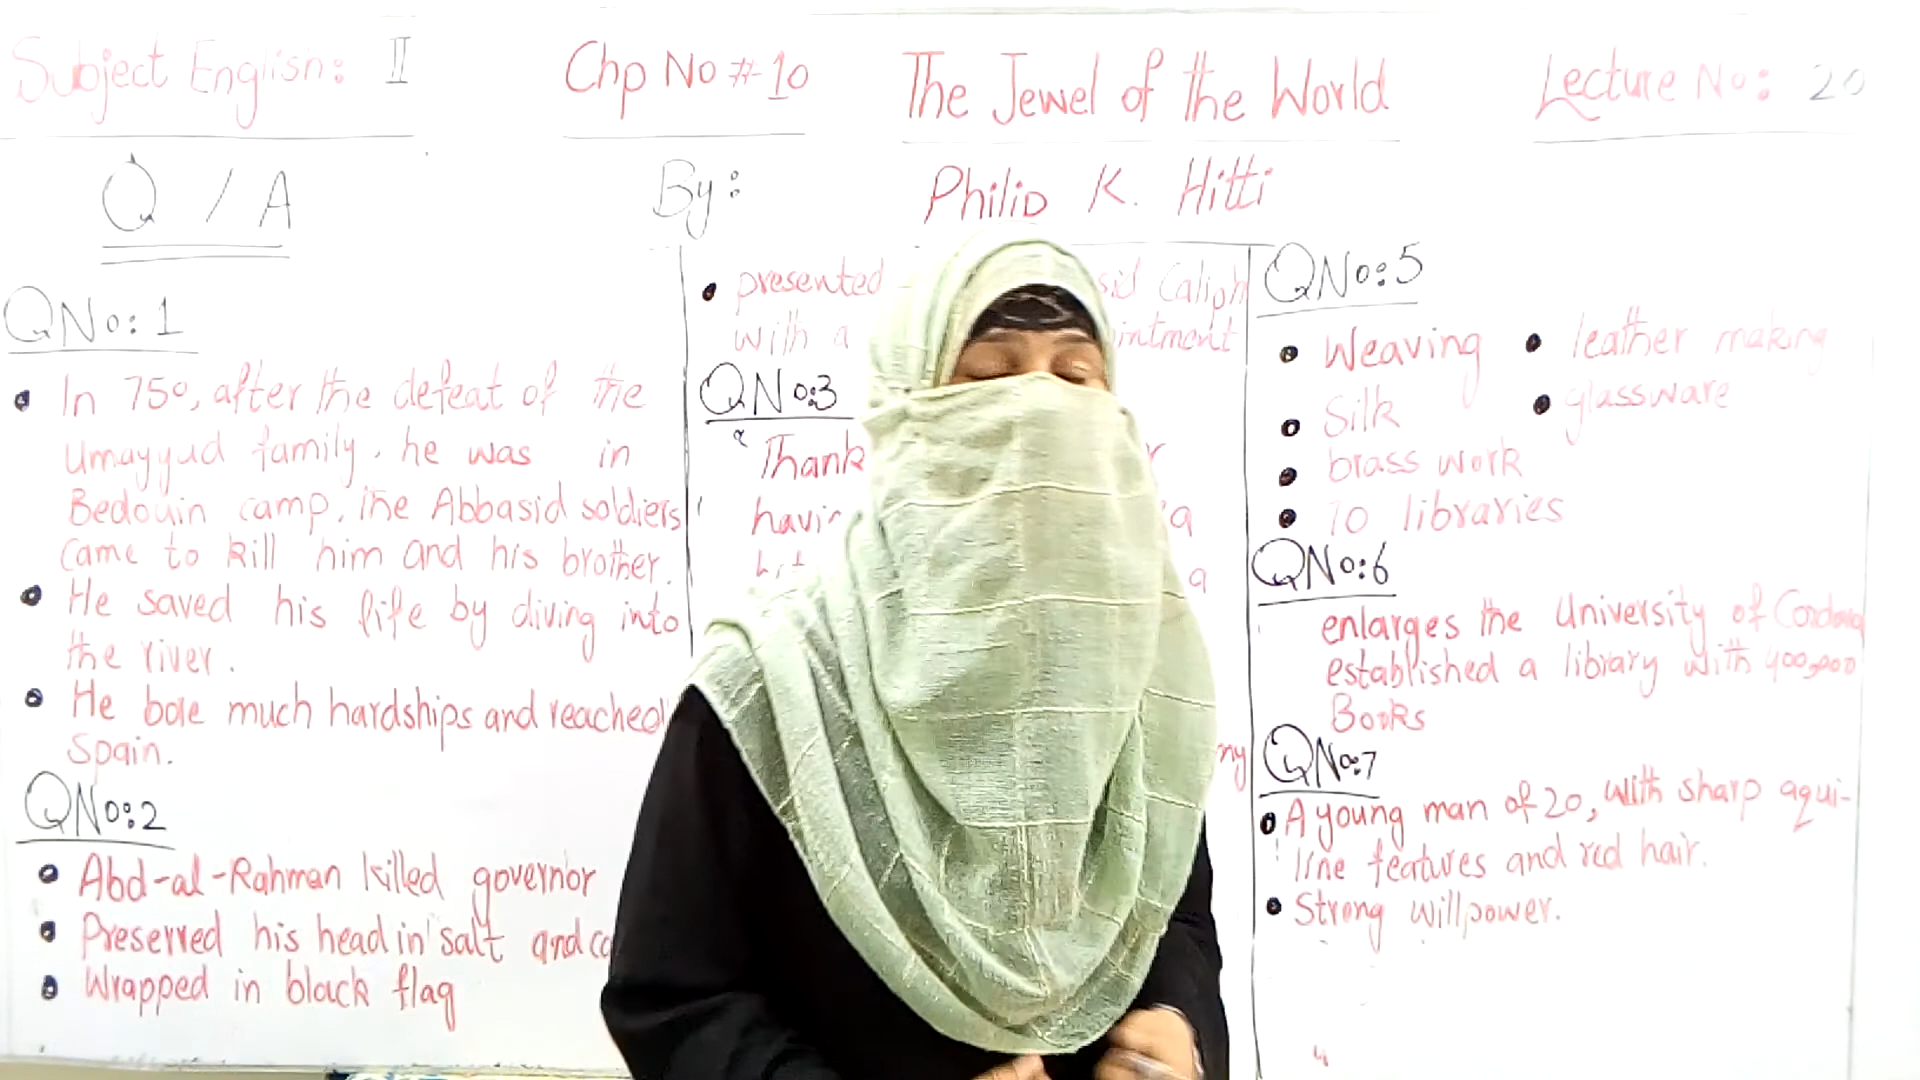 Subject English: II
Chp No # 10
The Jewel of the World
Lecture No: 20
Q / A
By:
Philip K. Hitti
QNo: 1
In 750, after the defeat of the
Umayyud family, he was in
Bedouin camp, the Abbasid soldiers
came to kill him and his brother.
He saved his life by diving into
the river.
He bore much hardships and reached
Spain.
QNo:2
Abd-al-Rahman killed governor
Preserved his head in salt and
Wrapped in black flag
presented Caliph
with a
QNo:3
Thank
a
a
QNo:5
Weaving
Silk
brass work
70 libraries
leather making
glassware
QNo:6
enlarges the University of Cordova
established a library with 400,000
Books
QNo:7
A young man of 20, with sharp aqui-
line features and red hair.
Strong willpower.